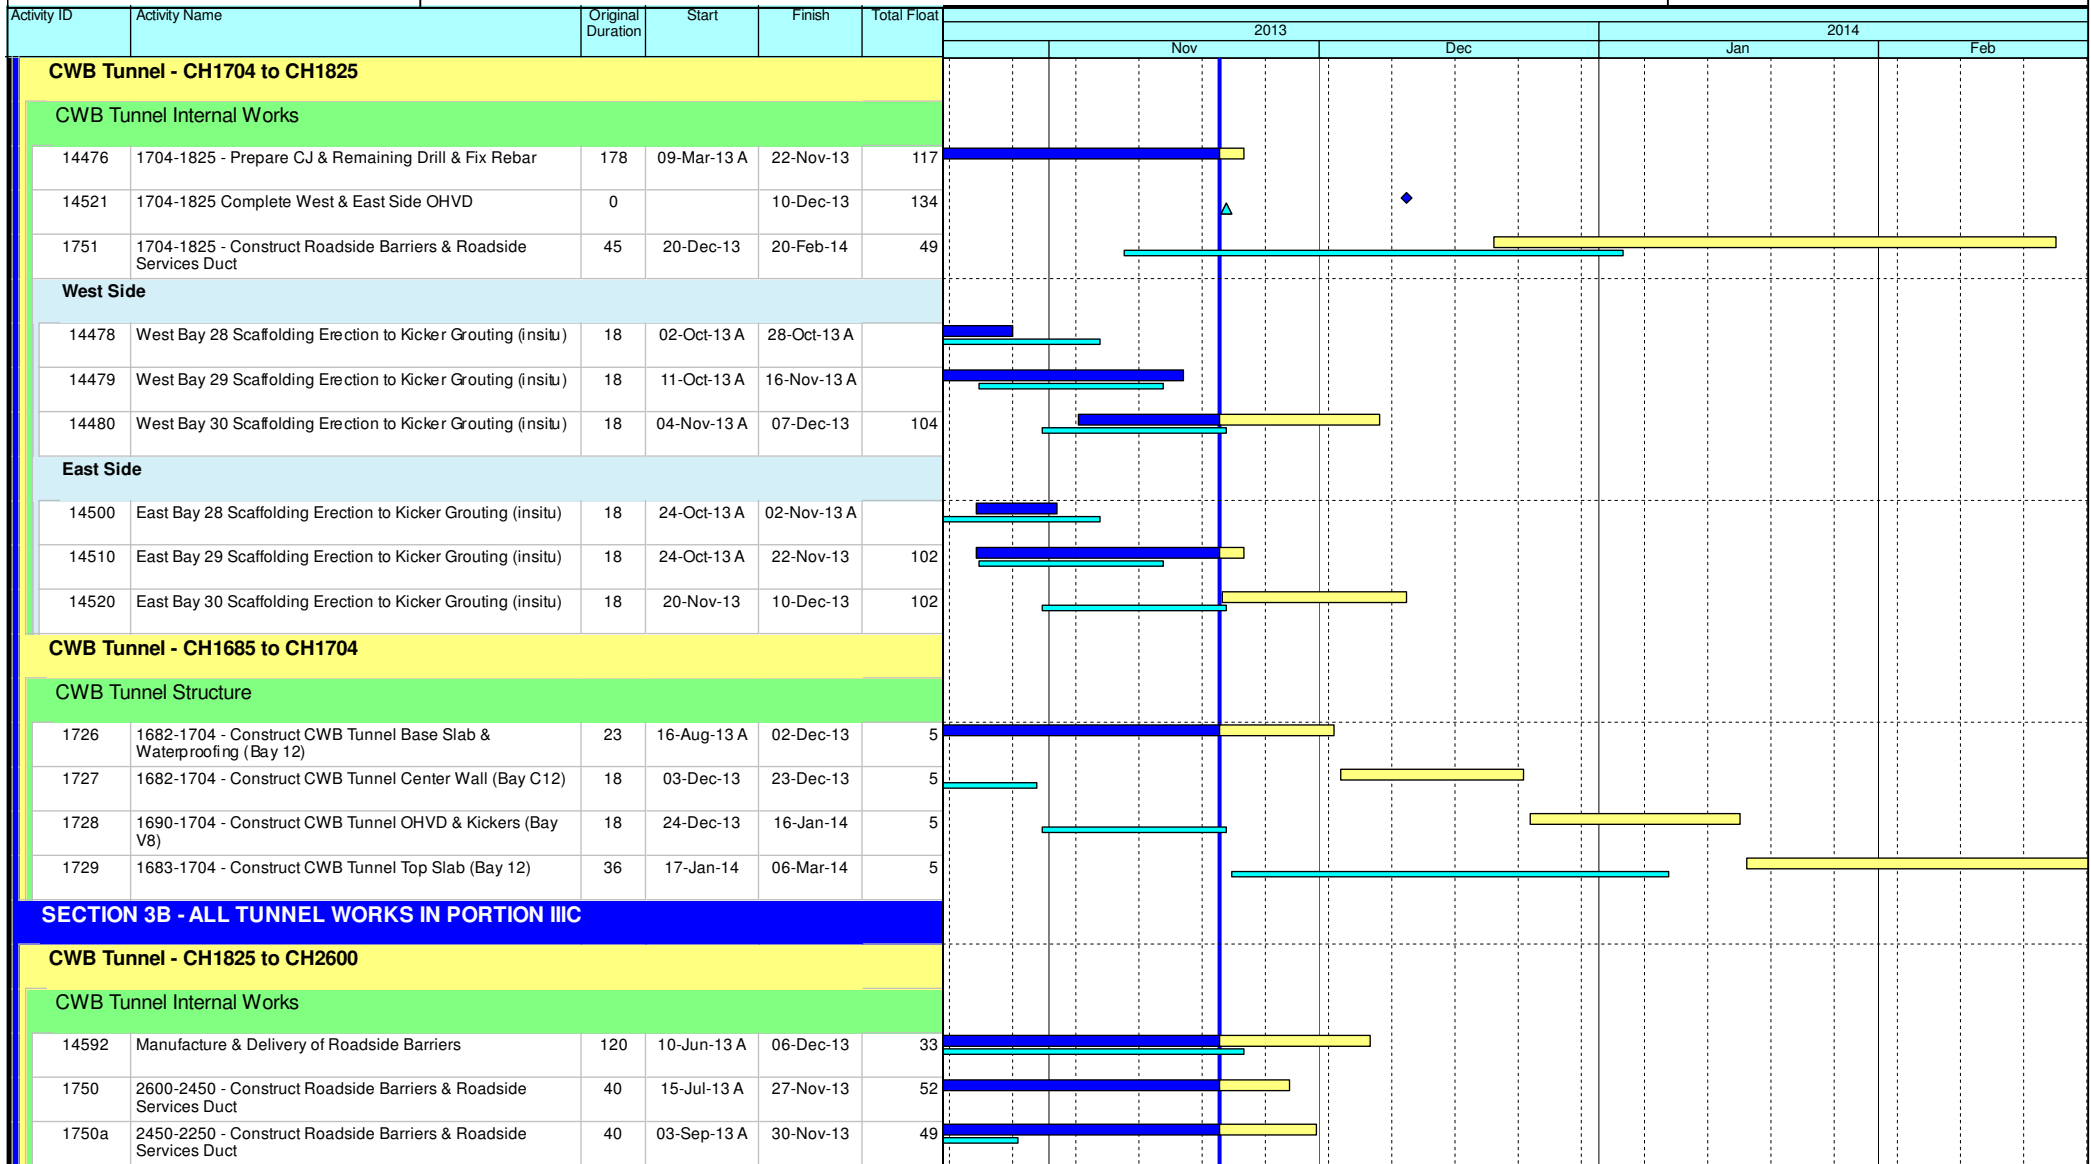 Activity ID Activity Name Original Duration Start Finish Total Float
2013 2014
Nov Dec Jan Feb
CWB Tunnel - CH1704 to CH1825
CWB Tunnel Internal Works
14476 1704-1825 - Prepare CJ & Remaining Drill & Fix Rebar 178 09-Mar-13 A 22-Nov-13 117
14521 1704-1825 Complete West & East Side OHVD 0 10-Dec-13 134
1751 1704-1825 - Construct Roadside Barriers & Roadside 45 20-Dec-13 20-Feb-14 49
Services Duct
West Side
14478 West Bay 28 Scaffolding Erection to Kicker Grouting (insitu) 18 02-Oct-13 A 28-Oct-13 A
14479 West Bay 29 Scaffolding Erection to Kicker Grouting (insitu) 18 11-Oct-13 A 16-Nov-13 A
14480 West Bay 30 Scaffolding Erection to Kicker Grouting (insitu) 18 04-Nov-13 A 07-Dec-13 104
East Side
14500 East Bay 28 Scaffolding Erection to Kicker Grouting (insitu) 18 24-Oct-13 A 02-Nov-13 A
14510 East Bay 29 Scaffolding Erection to Kicker Grouting (insitu) 18 24-Oct-13 A 22-Nov-13 102
14520 East Bay 30 Scaffolding Erection to Kicker Grouting (insitu) 18 20-Nov-13 10-Dec-13 102
CWB Tunnel - CH1685 to CH1704
CWB Tunnel Structure
1726 1682-1704 - Construct CWB Tunnel Base Slab & 23 16-Aug-13 A 02-Dec-13 5
Waterproofing (Bay 12)
1727 1682-1704 - Construct CWB Tunnel Center Wall (Bay C12) 18 03-Dec-13 23-Dec-13 5
1728 1690-1704 - Construct CWB Tunnel OHVD & Kickers (Bay 18 24-Dec-13 16-Jan-14 5
V8)
1729 1683-1704 - Construct CWB Tunnel Top Slab (Bay 12) 36 17-Jan-14 06-Mar-14 5
SECTION 3B - ALL TUNNEL WORKS IN PORTION IIIC
CWB Tunnel - CH1825 to CH2600
CWB Tunnel Internal Works
14592 Manufacture & Delivery of Roadside Barriers 120 10-Jun-13 A 06-Dec-13 33
1750 2600-2450 - Construct Roadside Barriers & Roadside 40 15-Jul-13 A 27-Nov-13 52
Services Duct
1750a 2450-2250 - Construct Roadside Barriers & Roadside 40 03-Sep-13 A 30-Nov-13 49
Services Duct